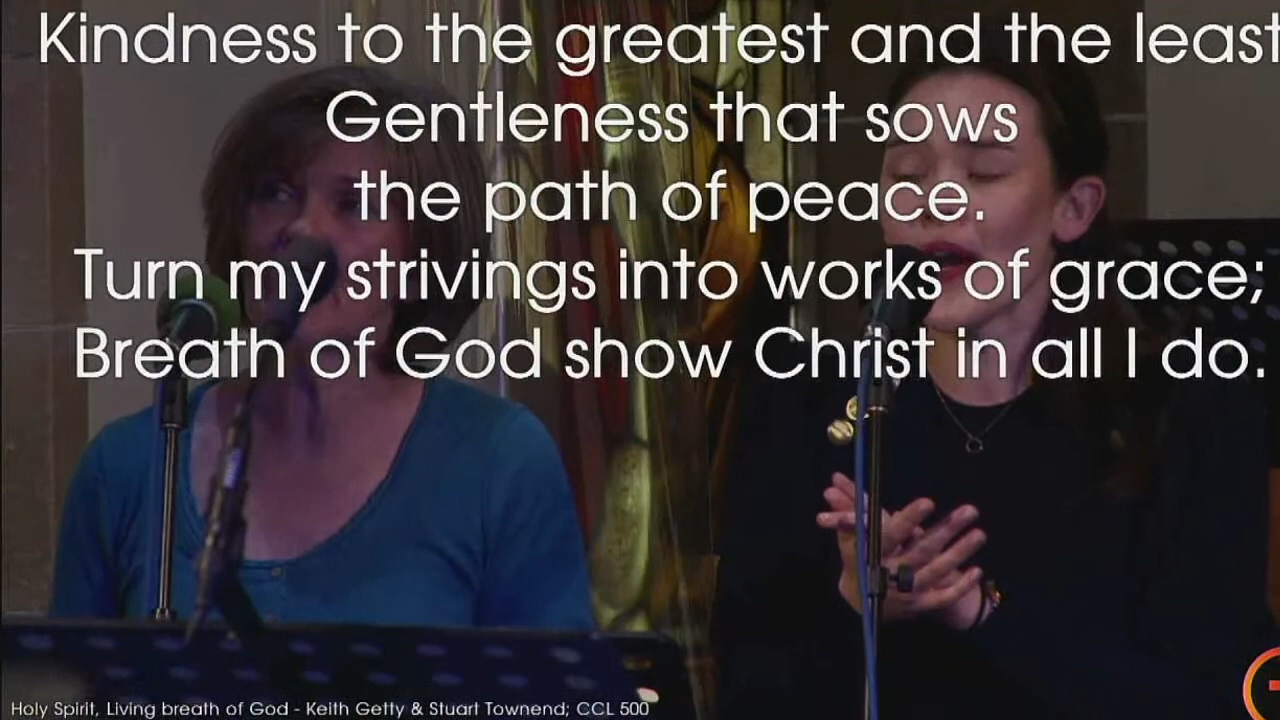 Kindness to the greatest and the least
Gentleness that sows
the path of peace.
Turn my strivings into works of grace;
Breath of God show Christ in all I do.
Holy Spirit, Living breath of God - Keith Getty & Stuart Townend; CCL 500